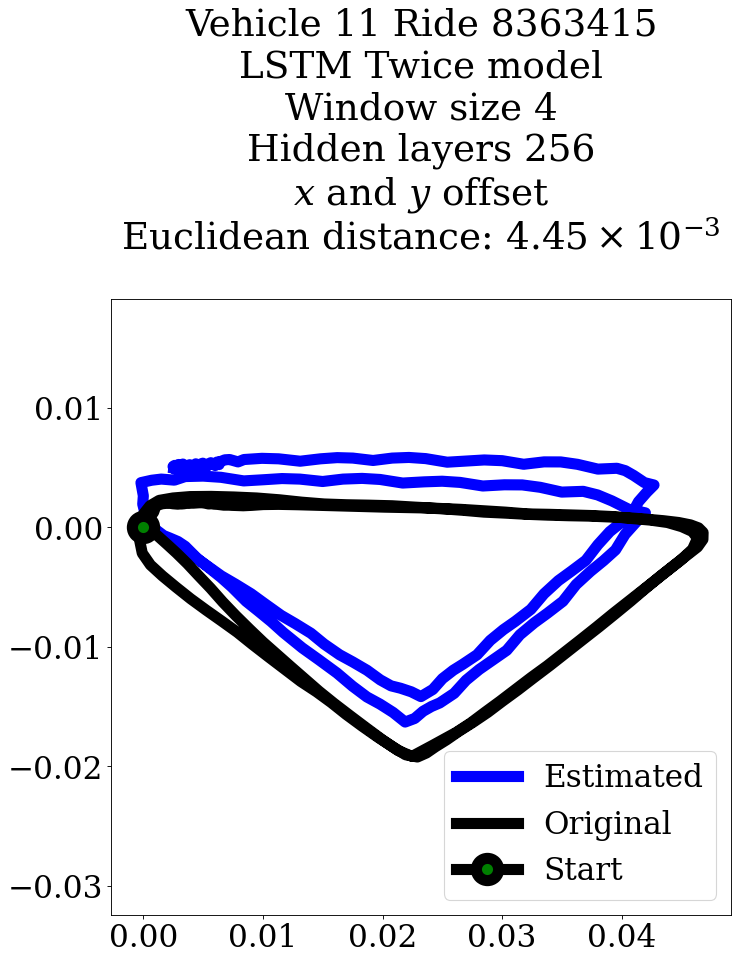 Vehicle 11 Ride 8363415
LSTM Twice model
Window size 4
Hidden layers 256
x and y offset
Euclidean distance: 4.45 × 10⁻³
0.01
0.00
−0.01
−0.02
−0.03
Estimated
Original
Start
0.00 0.01 0.02 0.03 0.04